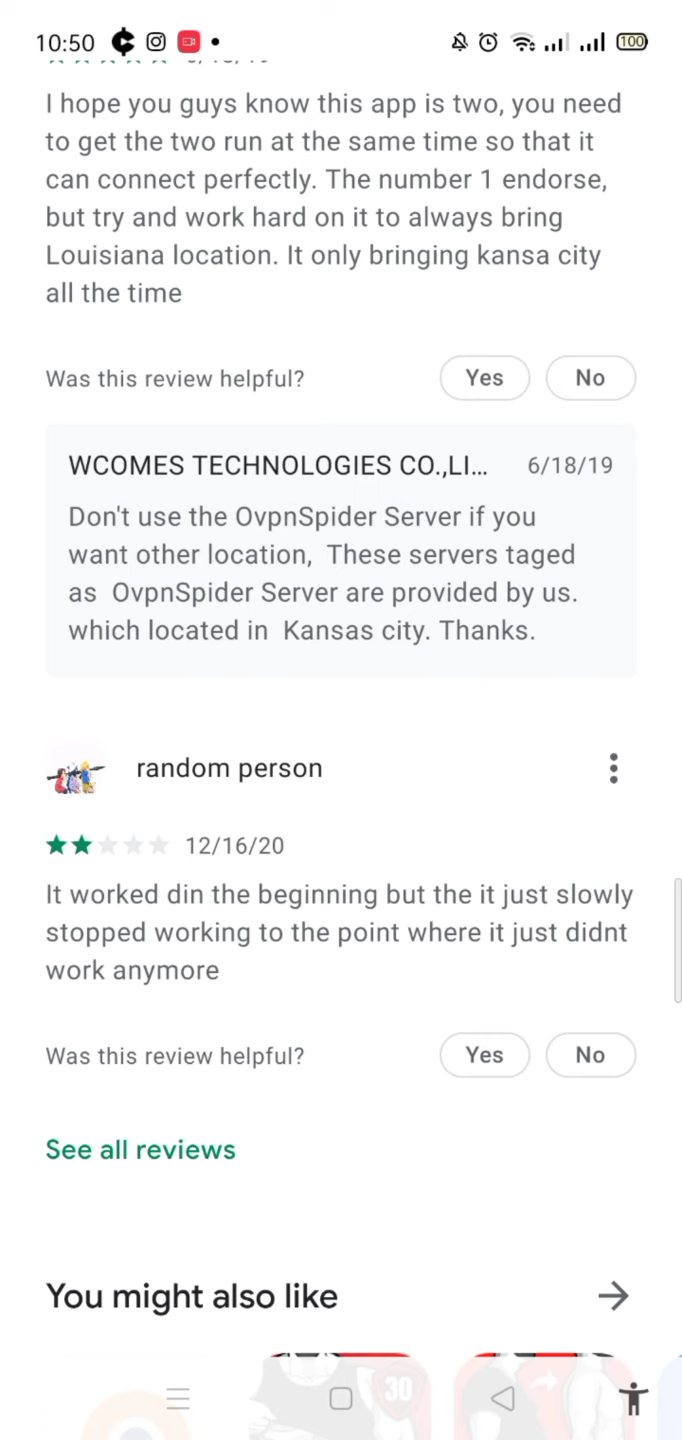 10:50
100
I hope you guys know this app is two, you need
to get the two run at the same time so that it
can connect perfectly. The number 1 endorse,
but try and work hard on it to always bring
Louisiana location. It only bringing kansa city
all the time
Was this review helpful?
Yes
No
WCOMES TECHNOLOGIES CO.,LI...
6/18/19
Don't use the OvpnSpider Server if you
want other location,  These servers taged
as  OvpnSpider Server are provided by us.
which located in  Kansas city. Thanks.
random person
12/16/20
It worked din the beginning but the it just slowly
stopped working to the point where it just didnt
work anymore
Was this review helpful?
Yes
No
See all reviews
You might also like
30